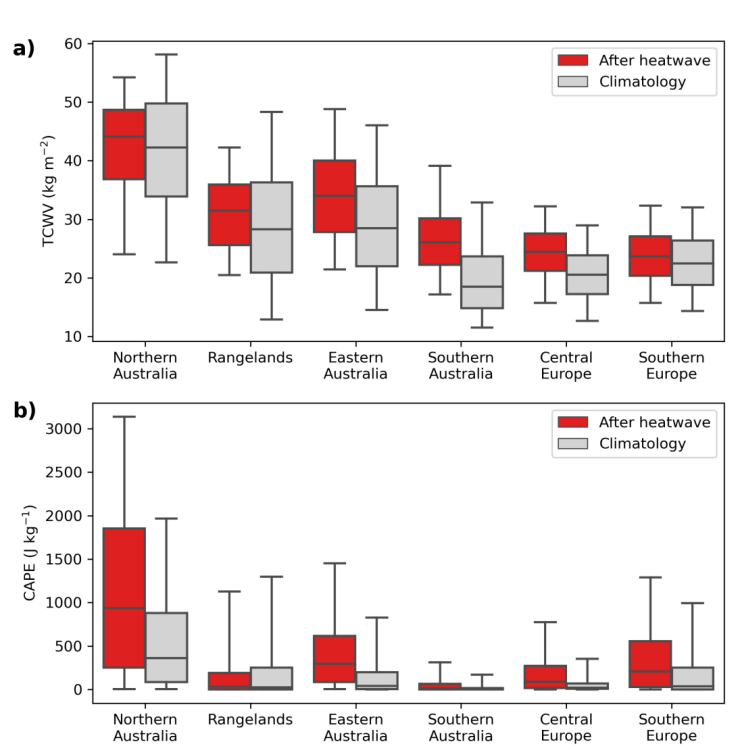 a)
60
50
40
30
20
10
TCWV (kg m⁻²)
After heatwave
Climatology
Northern Australia
Rangelands
Eastern Australia
Southern Australia
Central Europe
Southern Europe
b)
3000
2500
2000
1500
1000
500
0
CAPE (J kg⁻¹)
After heatwave
Climatology
Northern Australia
Rangelands
Eastern Australia
Southern Australia
Central Europe
Southern Europe